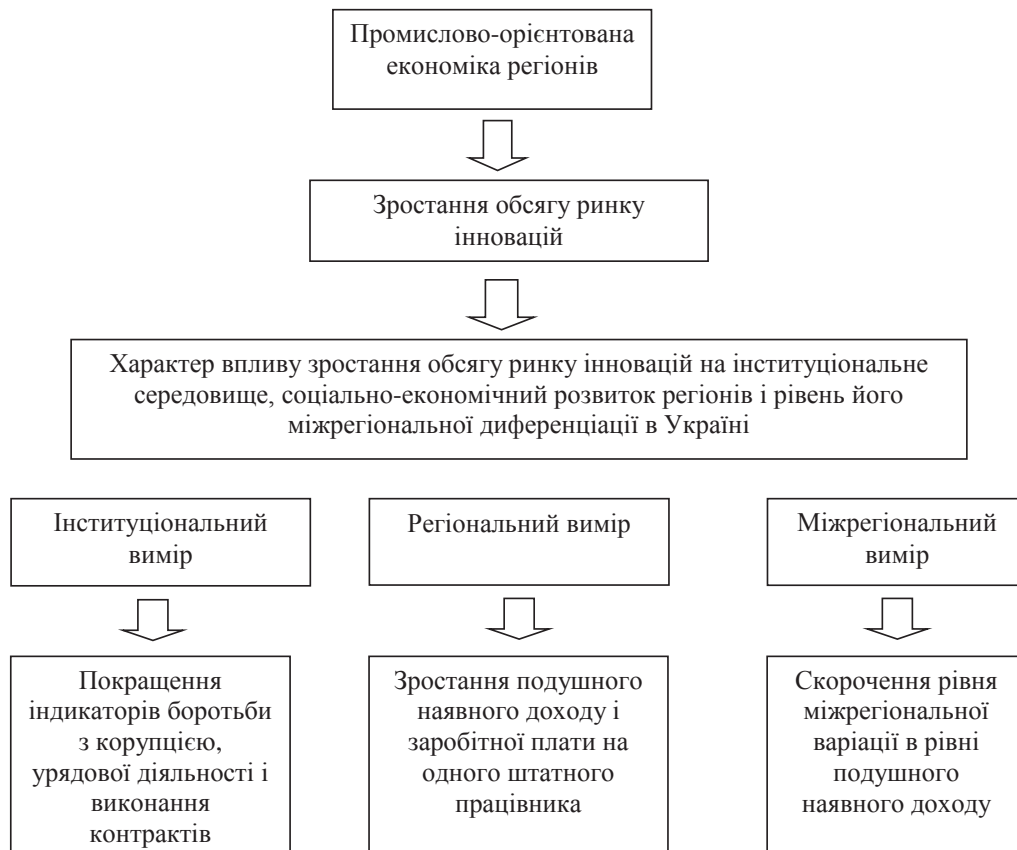 Промислово-орієнтована
економіка регіонів
Зростання обсягу ринку
інновацій
Характер впливу зростання обсягу ринку інновацій на інституціональне
середовище, соціально-економічний розвиток регіонів і рівень його
міжрегіональної диференціації в Україні
Інституціональний
вимір
Регіональний вимір
Міжрегіональний
вимір
Покращення
індикаторів боротьби
з корупцією,
урядової діяльності і
виконання
контрактів
Зростання подушного
наявного доходу і
заробітної плати на
одного штатного
працівника
Скорочення рівня
міжрегіональної
варіації в рівні
подушного
наявного доходу